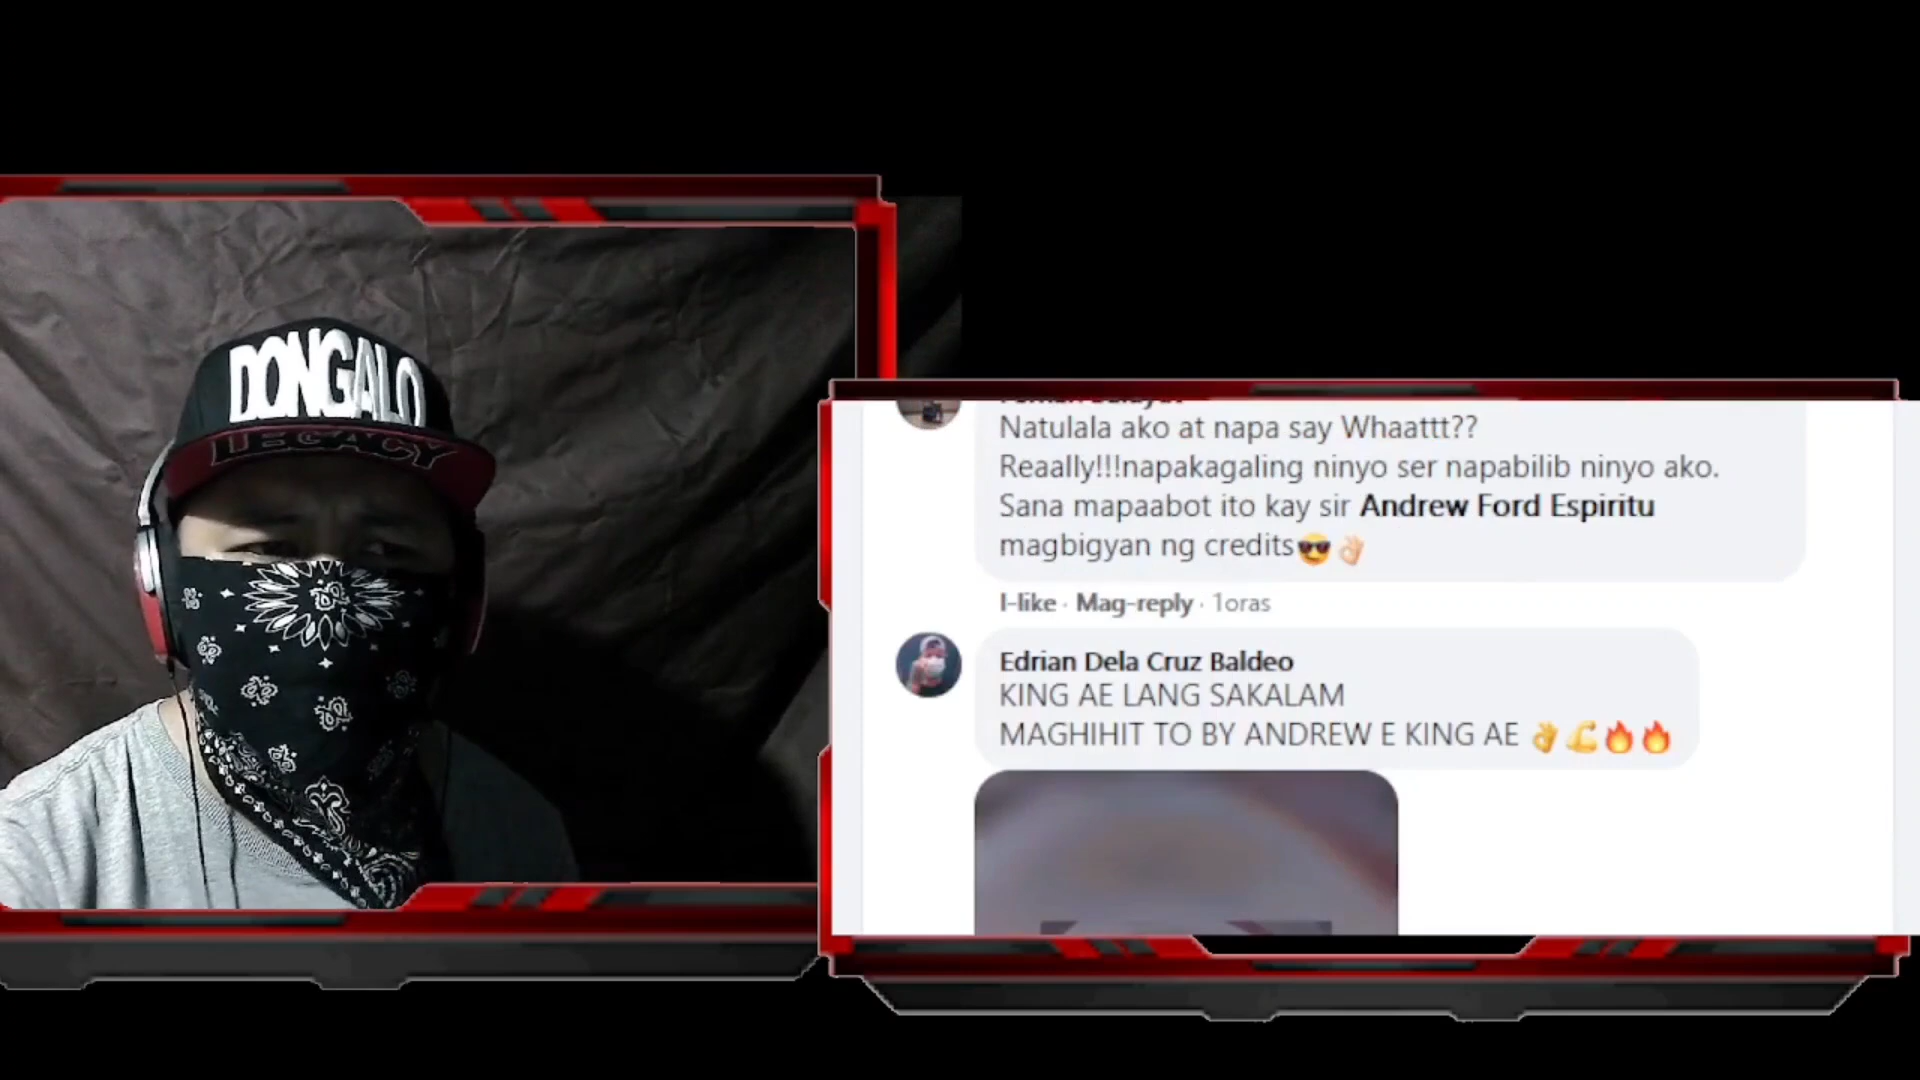 DONGALO
LEGACY
Natulala ako at napa say Whaattt??
Reaally!!!napakagaling ninyo ser napabilib ninyo ako.
Sana mapaabot ito kay sir Andrew Ford Espiritu
magbigyan ng credits😎👌🏻
I-like · Mag-reply · 1oras
Edrian Dela Cruz Baldeo
KING AE LANG SAKALAM
MAGHIHIT TO BY ANDREW E KING AE 👌💪🔥🔥